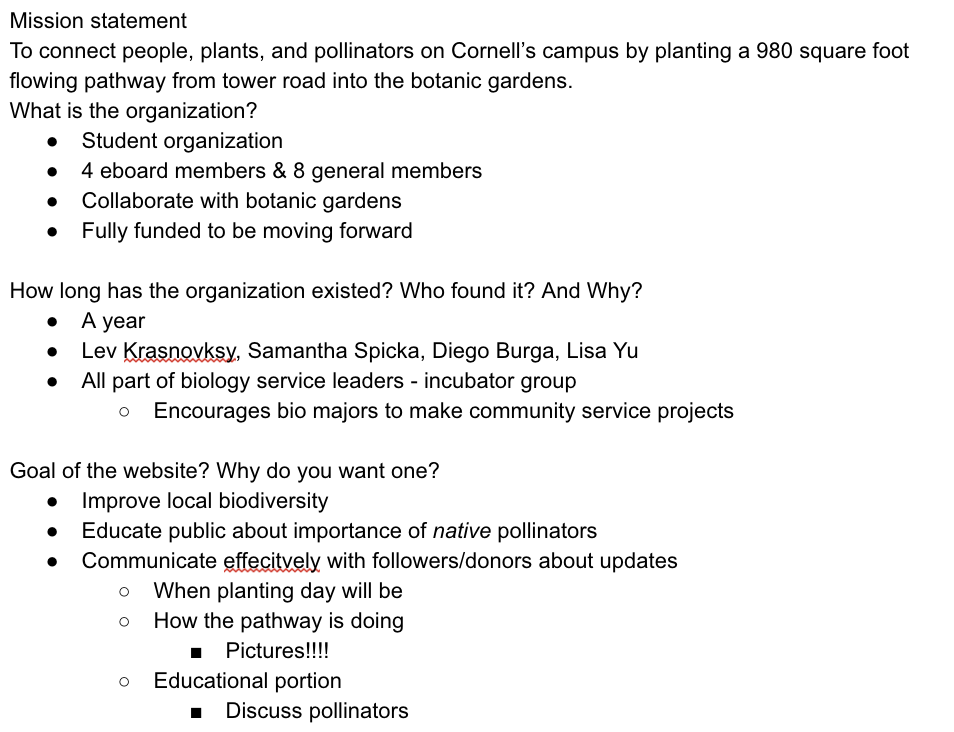 Mission statement
To connect people, plants, and pollinators on Cornell’s campus by planting a 980 square foot
flowing pathway from tower road into the botanic gardens.
What is the organization?
● Student organization
● 4 eboard members & 8 general members
● Collaborate with botanic gardens
● Fully funded to be moving forward
How long has the organization existed? Who found it? And Why?
● A year
● Lev Krasnovksy, Samantha Spicka, Diego Burga, Lisa Yu
● All part of biology service leaders - incubator group
○ Encourages bio majors to make community service projects
Goal of the website? Why do you want one?
● Improve local biodiversity
● Educate public about importance of native pollinators
● Communicate effecitvely with followers/donors about updates
○ When planting day will be
○ How the pathway is doing
■ Pictures!!!!
○ Educational portion
■ Discuss pollinators